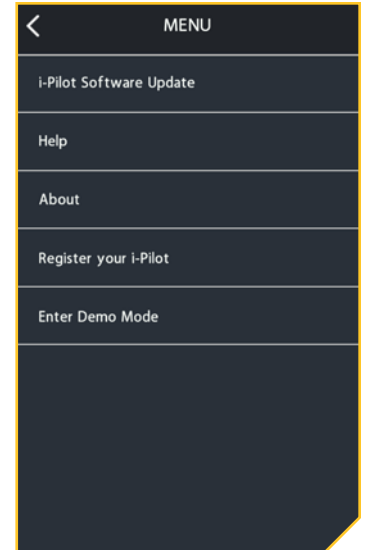 MENU
i-Pilot Software Update
Help
About
Register your i-Pilot
Enter Demo Mode